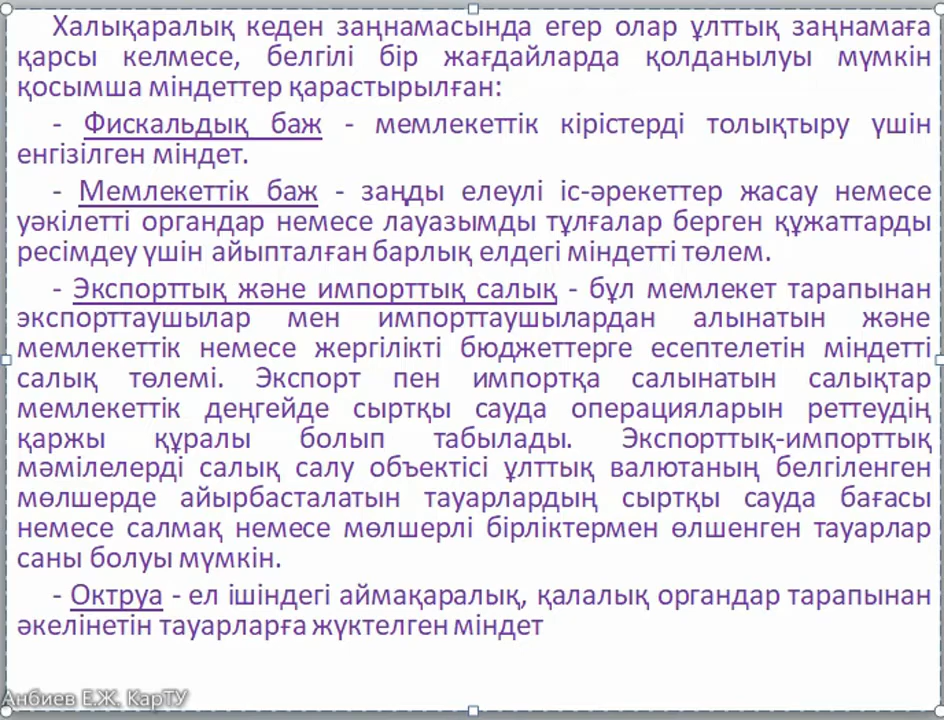 Халықаралық кеден заңнамасында егер олар ұлттық заңнамаға
қарсы келмесе, белгілі бір жағдайларда қолданылуы мүмкін
қосымша міндеттер қарастырылған:
- Фискальдық баж - мемлекеттік кірістерді толықтыру үшін
енгізілген міндет.
- Мемлекеттік баж - заңды елеулі іс-әрекеттер жасау немесе
уәкілетті органдар немесе лауазымды тұлғалар берген құжаттарды
ресімдеу үшін айыпталған барлық елдегі міндетті төлем.
- Экспорттық және импорттық салық - бұл мемлекет тарапынан
экспорттаушылар мен импорттаушылардан алынатын және
мемлекеттік немесе жергілікті бюджеттерге есептелетін міндетті
салық төлемі. Экспорт пен импортқа салынатын салықтар
мемлекеттік деңгейде сыртқы сауда операцияларын реттеудің
қаржы құралы болып табылады. Экспорттық-импорттық
мәмілелерді салық салу объектісі ұлттық валютаның белгіленген
мөлшерде айырбасталатын тауарлардың сыртқы сауда бағасы
немесе салмақ немесе мөлшерлі бірліктермен өлшенген тауарлар
саны болуы мүмкін.
- Октруа - ел ішіндегі аймақаралық, қалалық органдар тарапынан
әкелінетін тауарларға жүктелген міндет
Анбиев Е.Ж. КарТУ